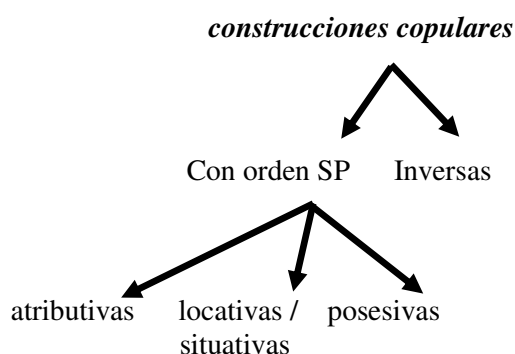 construcciones copulares
Con orden SP Inversas
atributivas locativas / posesivas
situativas